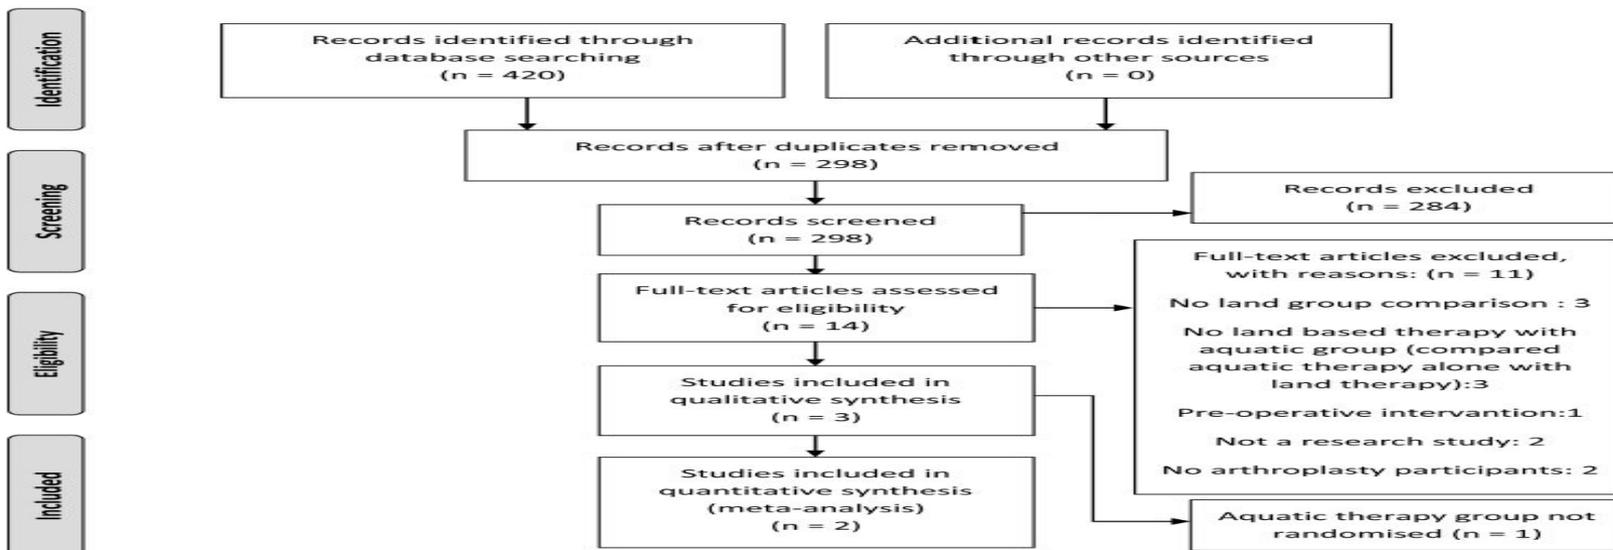 Identification
Records identified through
database searching
(n = 420)
Additional records identified
through other sources
(n = 0)
Records after duplicates removed
(n = 298)
Screening
Records screened
(n = 298)
Records excluded
(n = 284)
Eligibility
Full-text articles assessed
for eligibility
(n = 14)
Full-text articles excluded,
with reasons: (n = 11)
No land group comparison : 3
No land based therapy with
aquatic group (compared
aquatic therapy alone with
land therapy):3
Pre-operative intervantion:1
Not a research study: 2
No arthroplasty participants: 2
Studies included in
qualitative synthesis
(n = 3)
Included
Studies included in
quantitative synthesis
(meta-analysis)
(n = 2)
Aquatic therapy group not
randomised (n = 1)